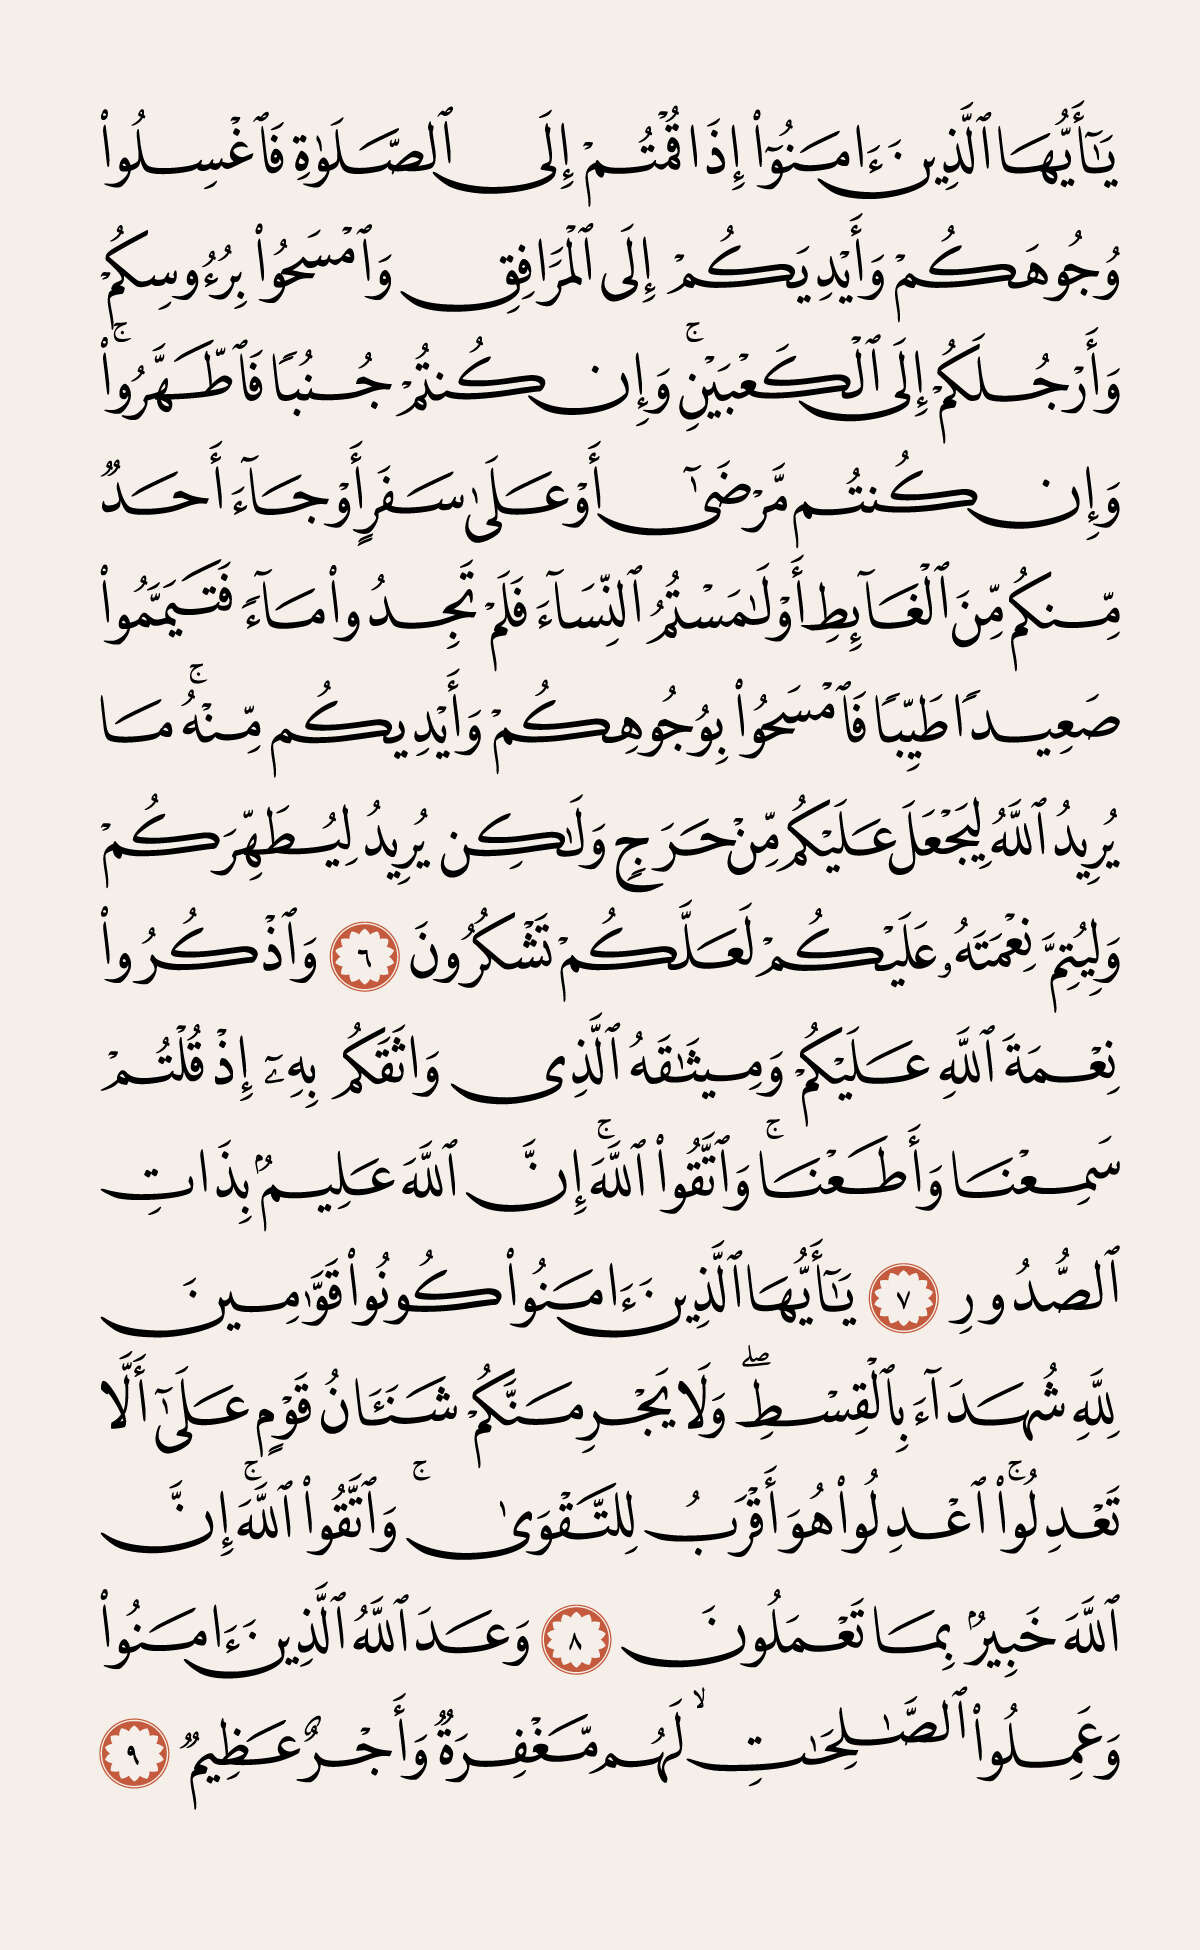 يَـٰٓأَيُّهَا ٱلَّذِينَ ءَامَنُوٓا۟ إِذَا قُمْتُمْ إِلَى ٱلصَّلَوٰةِ فَٱغْسِلُوا۟
وُجُوهَكُمْ وَأَيْدِيَكُمْ إِلَى ٱلْمَرَافِقِ وَٱمْسَحُوا۟ بِرُءُوسِكُمْ
وَأَرْجُلَكُمْ إِلَى ٱلْكَعْبَيْنِ ۚ وَإِن كُنتُمْ جُنُبًا فَٱطَّهَّرُوا۟ ۚ
وَإِن كُنتُم مَّرْضَىٰٓ أَوْ عَلَىٰ سَفَرٍ أَوْ جَآءَ أَحَدٌ
مِّنكُم مِّنَ ٱلْغَآئِطِ أَوْ لَـٰمَسْتُمُ ٱلنِّسَآءَ فَلَمْ تَجِدُوا۟ مَآءً فَتَيَمَّمُوا۟
صَعِيدًا طَيِّبًا فَٱمْسَحُوا۟ بِوُجُوهِكُمْ وَأَيْدِيكُم مِّنْهُ ۚ مَا
يُرِيدُ ٱللَّهُ لِيَجْعَلَ عَلَيْكُم مِّنْ حَرَجٍ وَلَـٰكِن يُرِيدُ لِيُطَهِّرَكُمْ
وَلِيُتِمَّ نِعْمَتَهُۥ عَلَيْكُمْ لَعَلَّكُمْ تَشْكُرُونَ ٦ وَٱذْكُرُوا۟
نِعْمَةَ ٱللَّهِ عَلَيْكُمْ وَمِيثَـٰقَهُ ٱلَّذِى وَاثَقَكُم بِهِۦٓ إِذْ قُلْتُمْ
سَمِعْنَا وَأَطَعْنَا ۚ وَٱتَّقُوا۟ ٱللَّهَ ۚ إِنَّ ٱللَّهَ عَلِيمٌۢ بِذَاتِ
ٱلصُّدُورِ ٧ يَـٰٓأَيُّهَا ٱلَّذِينَ ءَامَنُوا۟ كُونُوا۟ قَوَّٰمِينَ
لِلَّهِ شُهَدَآءَ بِٱلْقِسْطِ ۖ وَلَا يَجْرِمَنَّكُمْ شَنَـَٔانُ قَوْمٍ عَلَىٰٓ أَلَّا
تَعْدِلُوا۟ ۚ ٱعْدِلُوا۟ هُوَ أَقْرَبُ لِلتَّقْوَىٰ ۚ وَٱتَّقُوا۟ ٱللَّهَ ۚ إِنَّ
ٱللَّهَ خَبِيرٌۢ بِمَا تَعْمَلُونَ ٨ وَعَدَ ٱللَّهُ ٱلَّذِينَ ءَامَنُوا۟
وَعَمِلُوا۟ ٱلصَّـٰلِحَـٰتِ ۙ لَهُم مَّغْفِرَةٌ وَأَجْرٌ عَظِيمٌ ٩